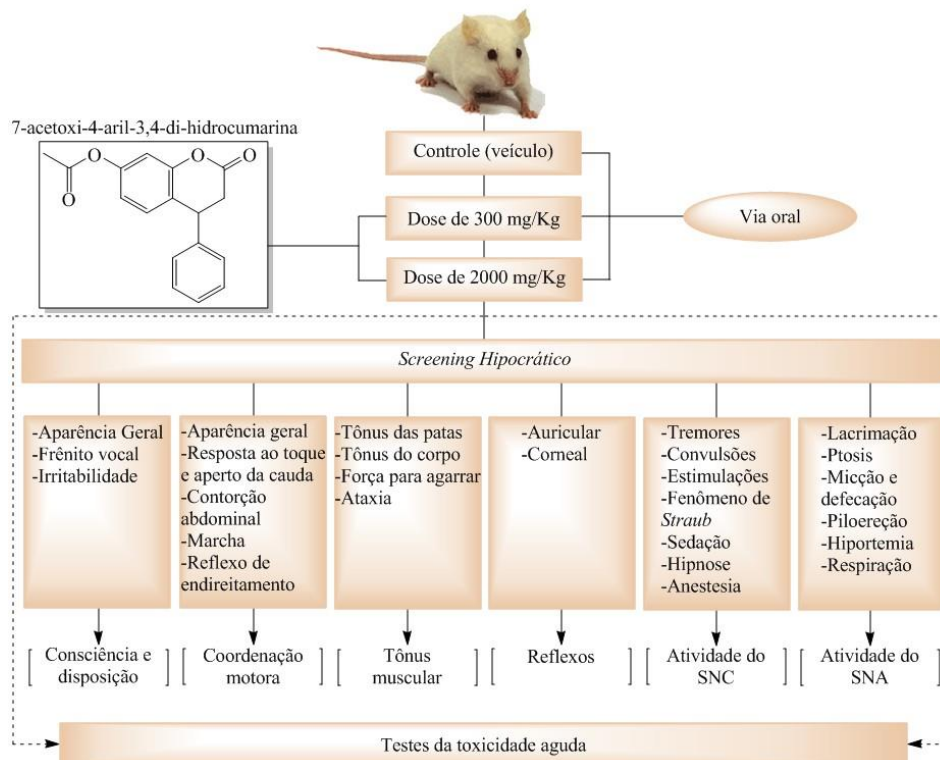 7-acetoxi-4-aril-3,4-di-hidrocumarina
O
O
O
O
Controle (veículo)
Dose de 300 mg/Kg
Dose de 2000 mg/Kg
Via oral
Screening Hipocrático
-Aparência Geral
-Frênito vocal
-Irritabilidade
-Aparência geral
-Resposta ao toque
e aperto da cauda
-Contorção
abdominal
-Marcha
-Reflexo de
endireitamento
-Tônus das patas
-Tônus do corpo
-Força para agarrar
-Ataxia
-Auricular
-Corneal
-Tremores
-Convulsões
-Estimulações
-Fenômeno de
Straub
-Sedação
-Hipnose
-Anestesia
-Lacrimação
-Ptosis
-Micção e
defecação
-Piloereção
-Hiportemia
-Respiração
Consciência e
disposição
Coordenação
motora
Tônus
muscular
Reflexos
Atividade do
SNC
Atividade do
SNA
Testes da toxicidade aguda